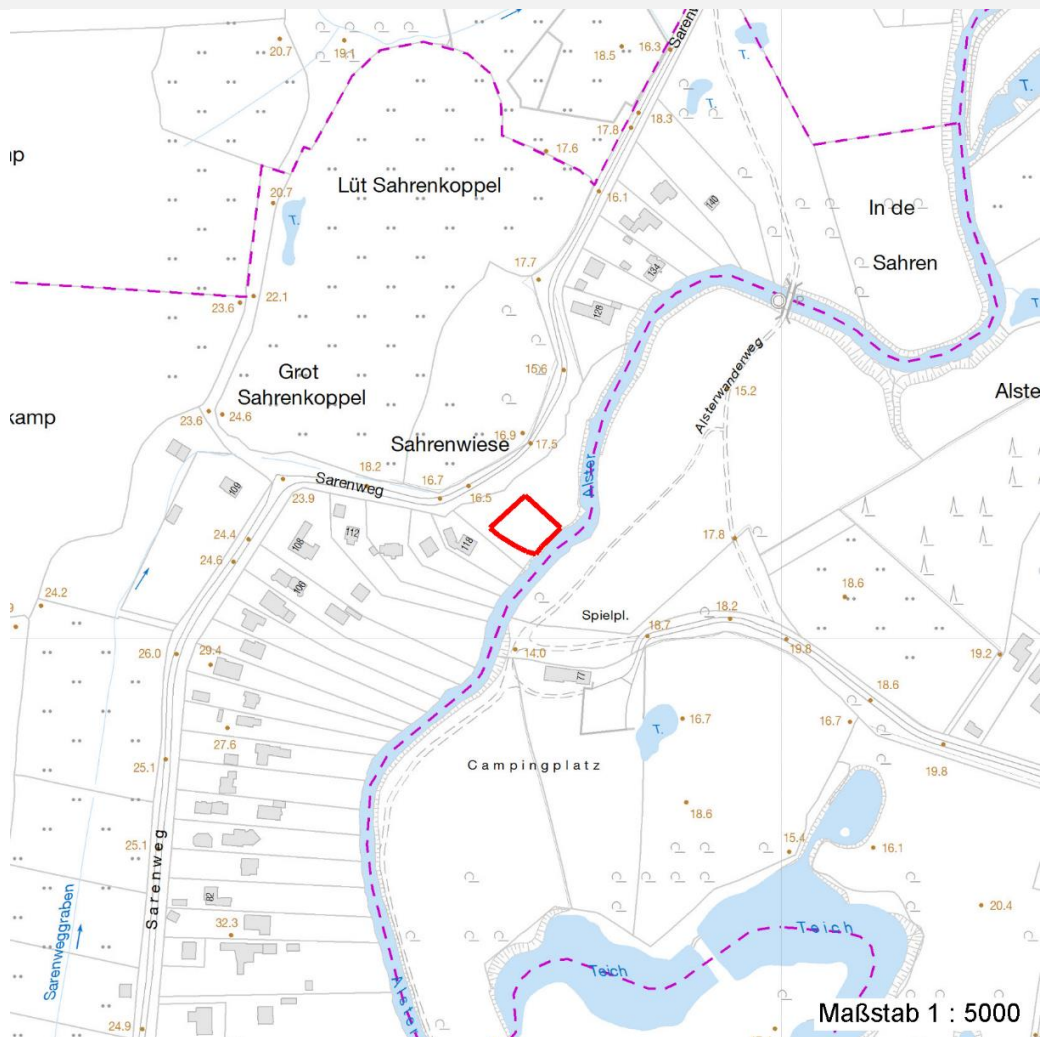 20.7
19.1
18.5
16.3
Sarenw
T.
T.
18.3
17.8
17.6
T.
ıp
Lüt Sahrenkoppel
20.7
16.1
140
In de
T.
Sahren
134
17.7
22.1
23.6
128
T.
15.6
Grot
Sahrenkoppel
Alsterwanderweg
15.2
Alste
kamp
23.6
24.6
16.9
17.5
Sahrenwiese
18.2
16.7
16.5
Sarenweg
Alster
109
23.9
24.4
108
112
118
17.8
24.6
106
18.6
24.2
9
Spielpl.
18.2
18.7
19.8
26.0
29.4
14.0
19.2
77
18.6
16.7
16.7
T.
27.6
25.1
19.8
Campingplatz
18.6
25.1
15.4
16.1
Sarenweg
82
20.4
32.3
Sarenweggraben
Teich
Teich
Alster
24.9
Maßstab 1 : 5000